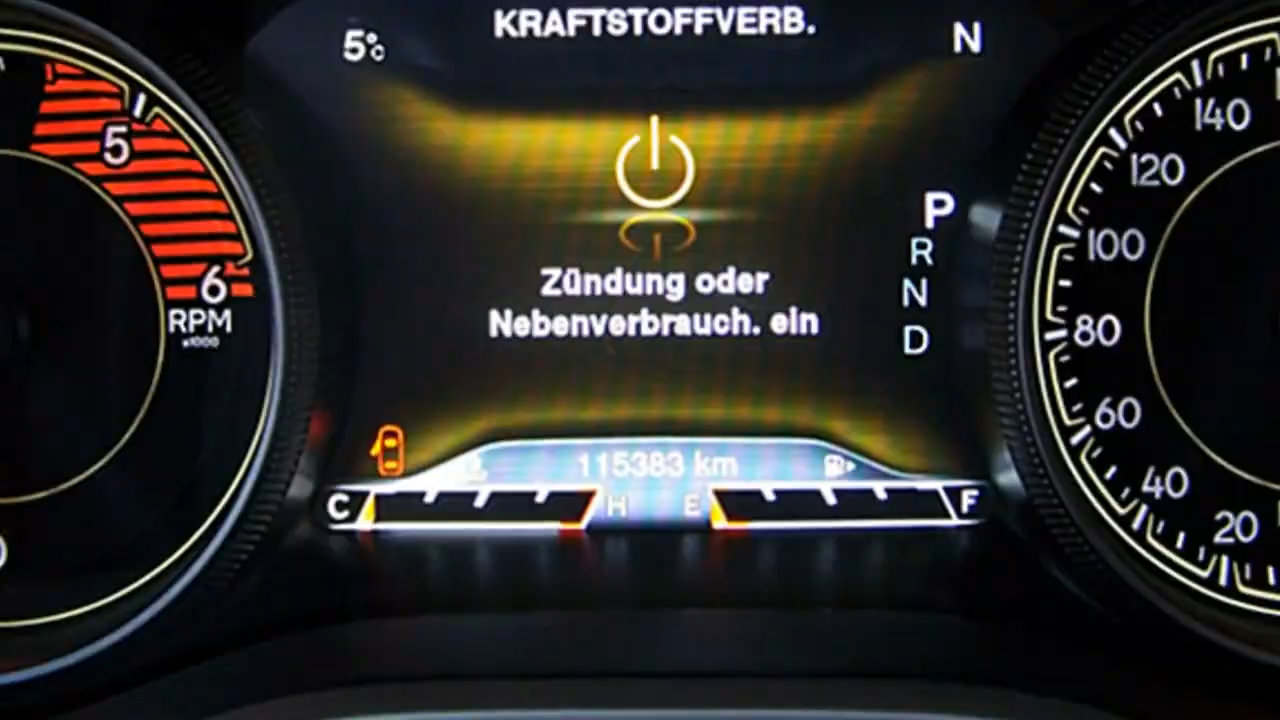 KRAFTSTOFFVERB.
5°C
N
Zündung oder
Nebenverbrauch. ein
P
R
N
D
115383 km
C
H
E
F
5
6
RPM
x1000
140
120
100
80
60
40
20